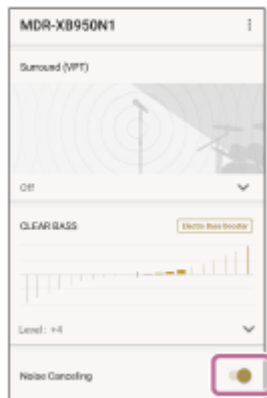 MDR-XB950N1
Surround (VPT)
Off
CLEAR BASS
Electro Bass Booster
Level : +4
Noise Canceling